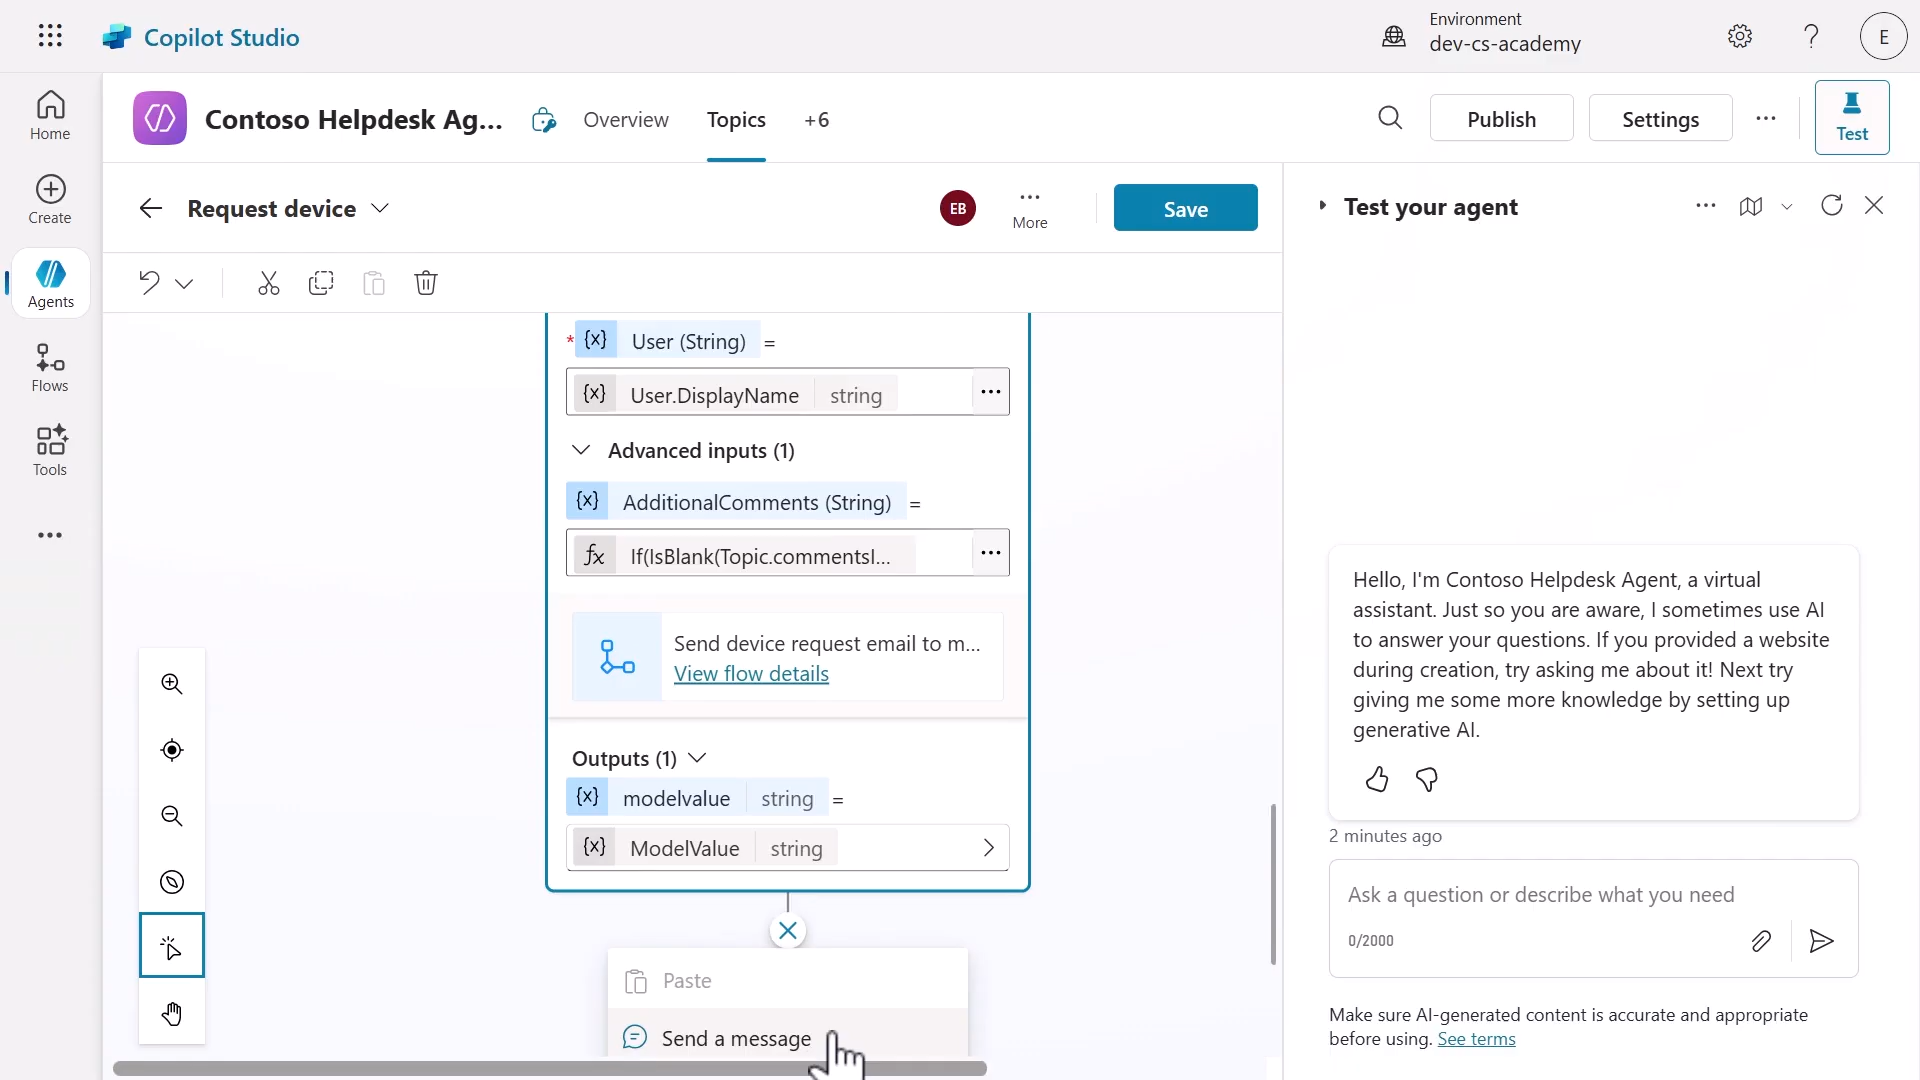 Copilot Studio
Environment
dev-cs-academy
?
E
Home
Create
Agents
Flows
Tools
Contoso Helpdesk Ag...
Overview
Topics
+6
Publish
Settings
Test
Request device
EB
More
Save
* {x} User (String) =
{x} User.DisplayName string
Advanced inputs (1)
{x} AdditionalComments (String) =
fx If(IsBlank(Topic.commentsI...
Send device request email to m...
View flow details
Outputs (1)
{x} modelvalue string =
{x} ModelValue string
Paste
Send a message
Test your agent
Hello, I'm Contoso Helpdesk Agent, a virtual
assistant. Just so you are aware, I sometimes use AI
to answer your questions. If you provided a website
during creation, try asking me about it! Next try
giving me some more knowledge by setting up
generative AI.
2 minutes ago
Ask a question or describe what you need
0/2000
Make sure AI-generated content is accurate and appropriate
before using. See terms